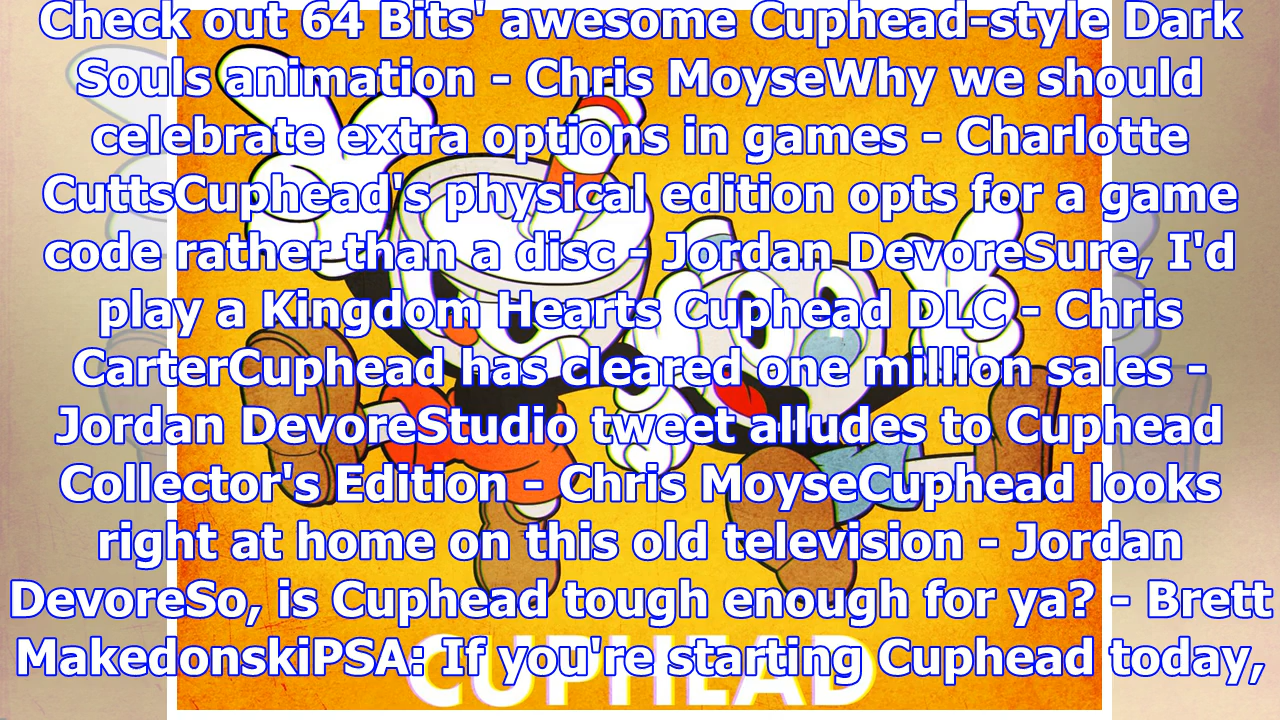 Check out 64 Bits' awesome Cuphead-style Dark
Souls animation - Chris MoyseWhy we should
celebrate extra options in games - Charlotte
CuttsCuphead's physical edition opts for a game
code rather than a disc - Jordan DevoreSure, I'd
play a Kingdom Hearts Cuphead DLC - Chris
CarterCuphead has cleared one million sales -
Jordan DevoreStudio tweet alludes to Cuphead
Collector's Edition - Chris MoyseCuphead looks
right at home on this old television - Jordan
DevoreSo, is Cuphead tough enough for ya? - Brett
MakedonskiPSA: If you're starting Cuphead today,
CUPHEAD